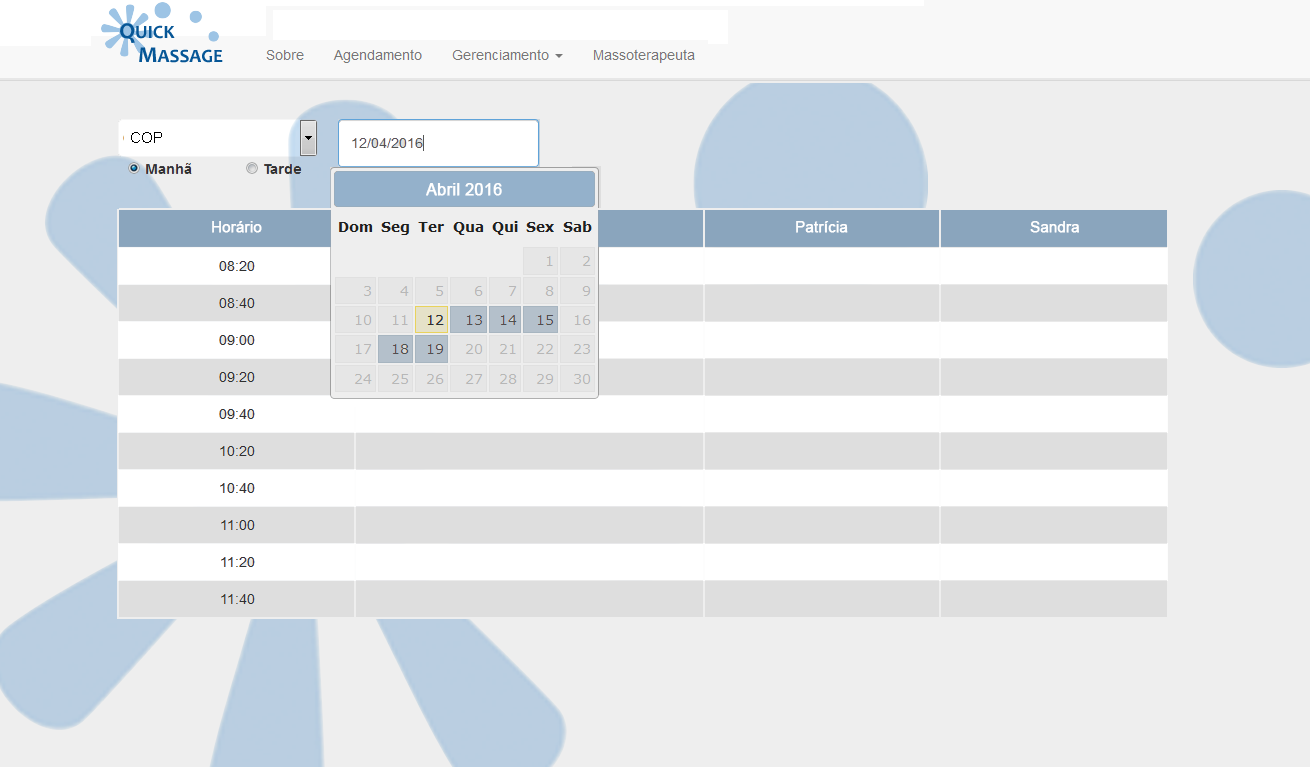 QUICK
MASSAGE
Sobre Agendamento Gerenciamento Massoterapeuta
COP
12/04/2016
Manhã Tarde
Abril 2016
Dom Seg Ter Qua Qui Sex Sab
1 2
3 4 5 6 7 8 9
10 11 12 13 14 15 16
17 18 19 20 21 22 23
24 25 26 27 28 29 30
Horário Patrícia Sandra
08:20
08:40
09:00
09:20
09:40
10:20
10:40
11:00
11:20
11:40